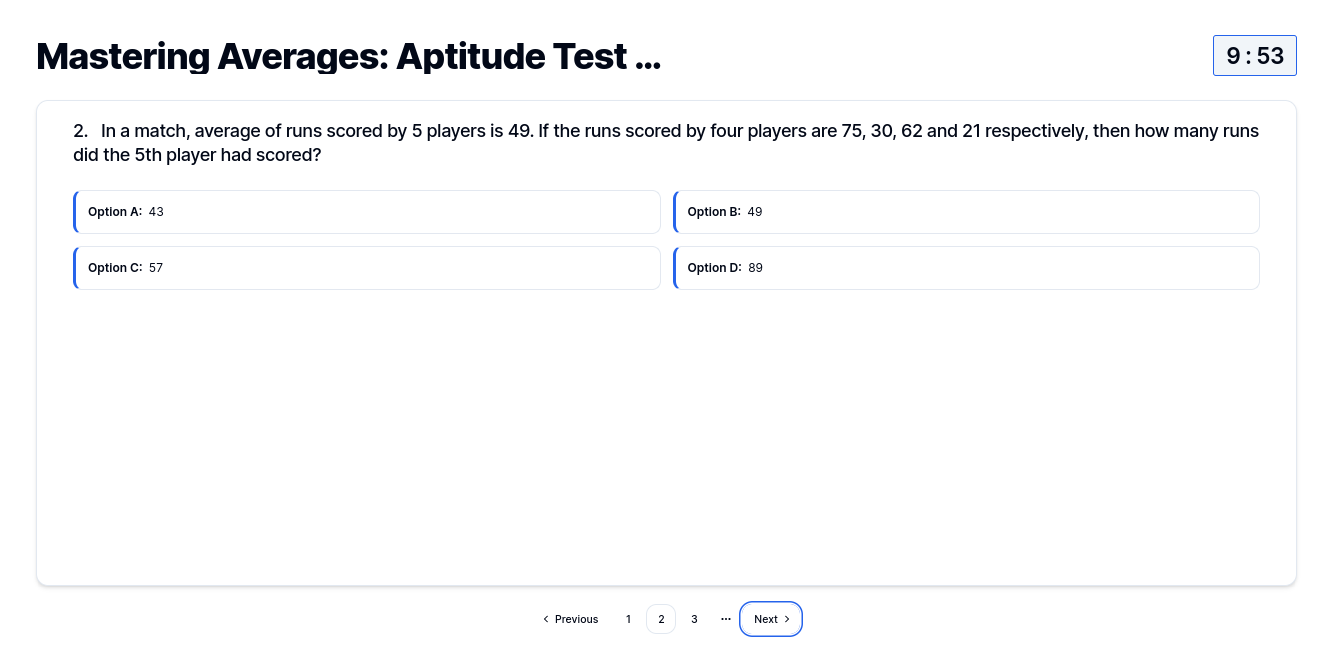 Mastering Averages: Aptitude Test ...
9 : 53
2. In a match, average of runs scored by 5 players is 49. If the runs scored by four players are 75, 30, 62 and 21 respectively, then how many runs
did the 5th player had scored?
Option A: 43
Option B: 49
Option C: 57
Option D: 89
Previous 1 2 3 ... Next